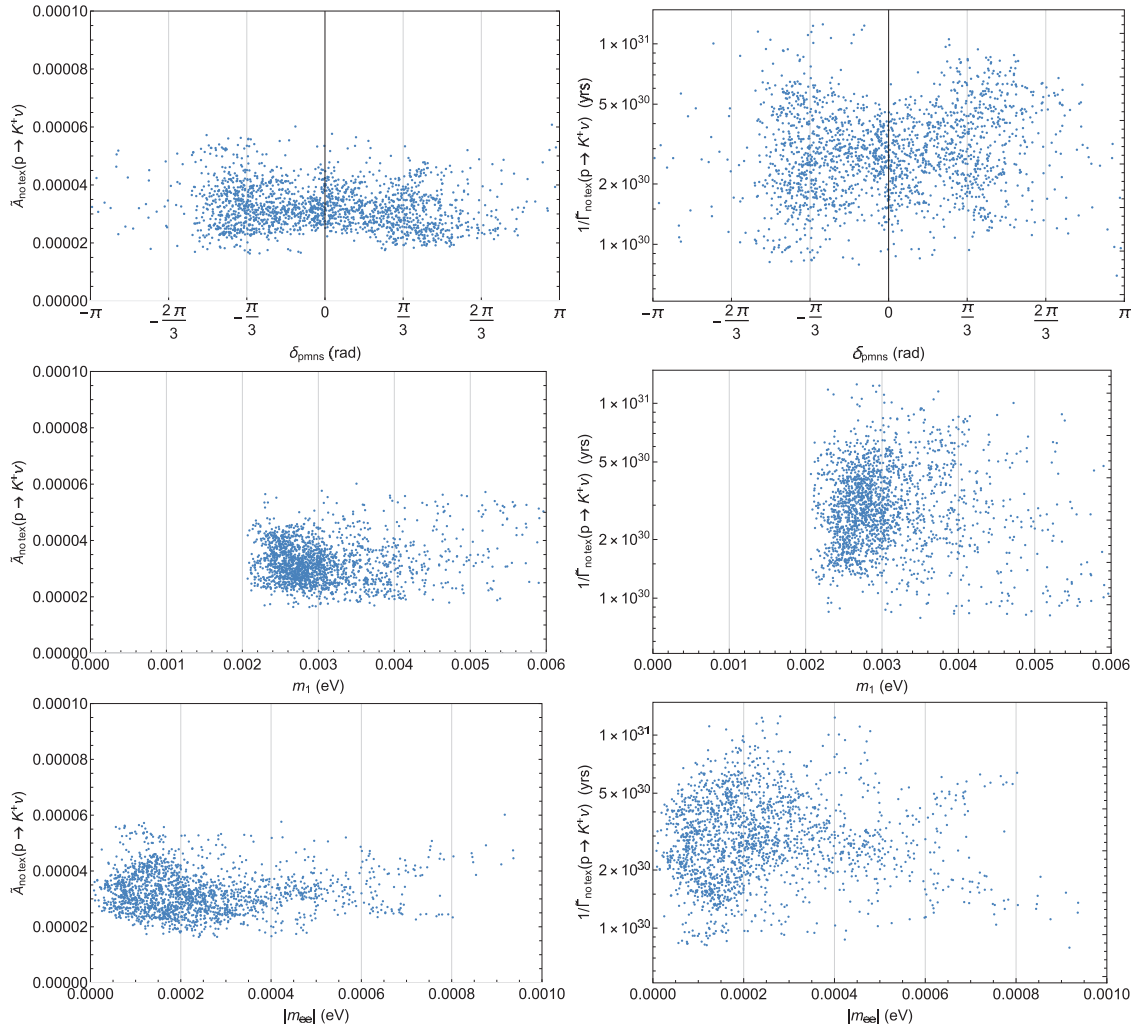 Ã_no tex(p → K⁺ν)
0.00010
0.00008
0.00006
0.00004
0.00002
0.00000
-π
-2π/3
-π/3
0
π/3
2π/3
π
δ_pmns (rad)
1/Γ̃_no tex(p → K⁺ν) (yrs)
1 × 10³¹
5 × 10³⁰
2 × 10³⁰
1 × 10³⁰
-π
-2π/3
-π/3
0
π/3
2π/3
π
δ_pmns (rad)
Ã_no tex(p → K⁺ν)
0.00010
0.00008
0.00006
0.00004
0.00002
0.00000
0.000 0.001 0.002 0.003 0.004 0.005 0.006
m₁ (eV)
1/Γ̃_no tex(p → K⁺ν) (yrs)
1 × 10³¹
5 × 10³⁰
2 × 10³⁰
1 × 10³⁰
0.000 0.001 0.002 0.003 0.004 0.005 0.006
m₁ (eV)
Ã_no tex(p → K⁺ν)
0.00010
0.00008
0.00006
0.00004
0.00002
0.00000
0.0000 0.0002 0.0004 0.0006 0.0008 0.0010
|m_ee| (eV)
1/Γ̃_no tex(p → K⁺ν) (yrs)
1 × 10³¹
5 × 10³⁰
2 × 10³⁰
1 × 10³⁰
0.0000 0.0002 0.0004 0.0006 0.0008 0.0010
|m_ee| (eV)